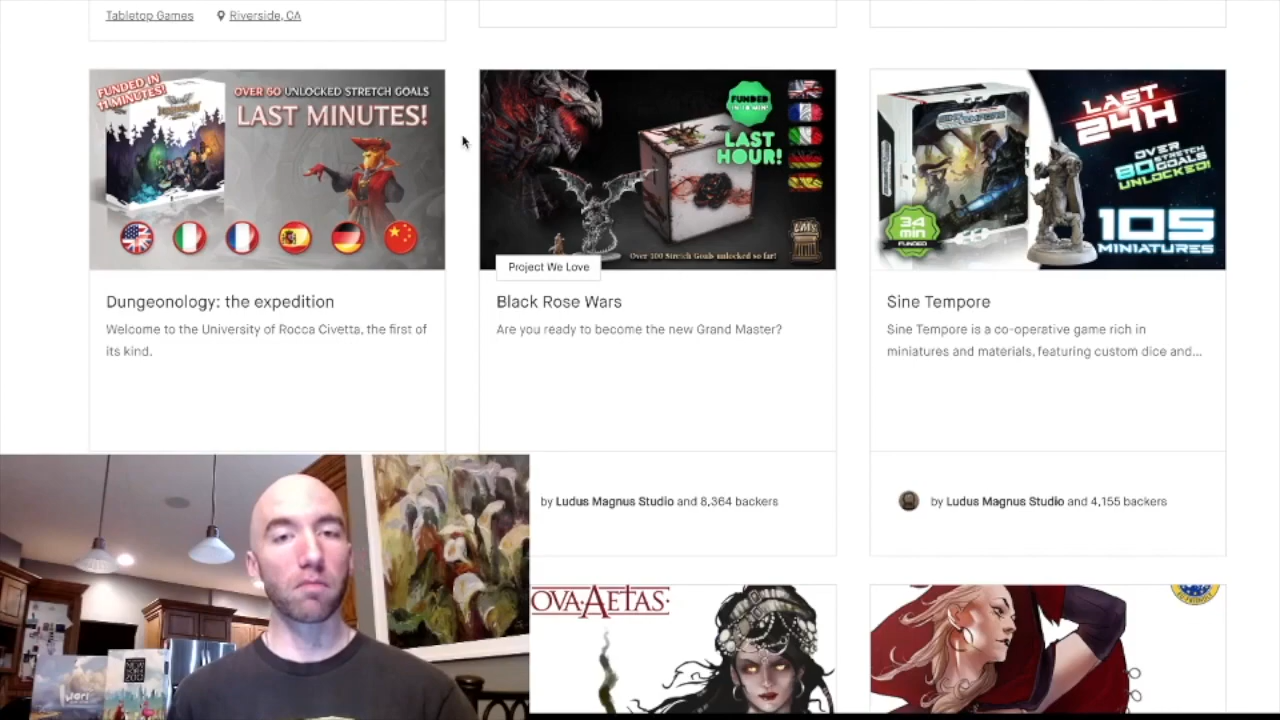 Tabletop Games Riverside, CA
FUNDED IN
11 MINUTES!
OVER 60 UNLOCKED STRETCH GOALS
LAST MINUTES!
FUNDED
LAST
HOUR!
LMS
Over 100 Stretch Goals unlocked so far!
SINE TEMPORE
34
min
FUNDED
LAST
24H
OVER
80 STRETCH
GOALS
UNLOCKED!
105
MINIATURES
Project We Love
Dungeonology: the expedition
Welcome to the University of Rocca Civetta, the first of
its kind.
Black Rose Wars
Are you ready to become the new Grand Master?
Sine Tempore
Sine Tempore is a co-operative game rich in
miniatures and materials, featuring custom dice and...
by Ludus Magnus Studio and 8,364 backers
by Ludus Magnus Studio and 4,155 backers
OVA AETAS